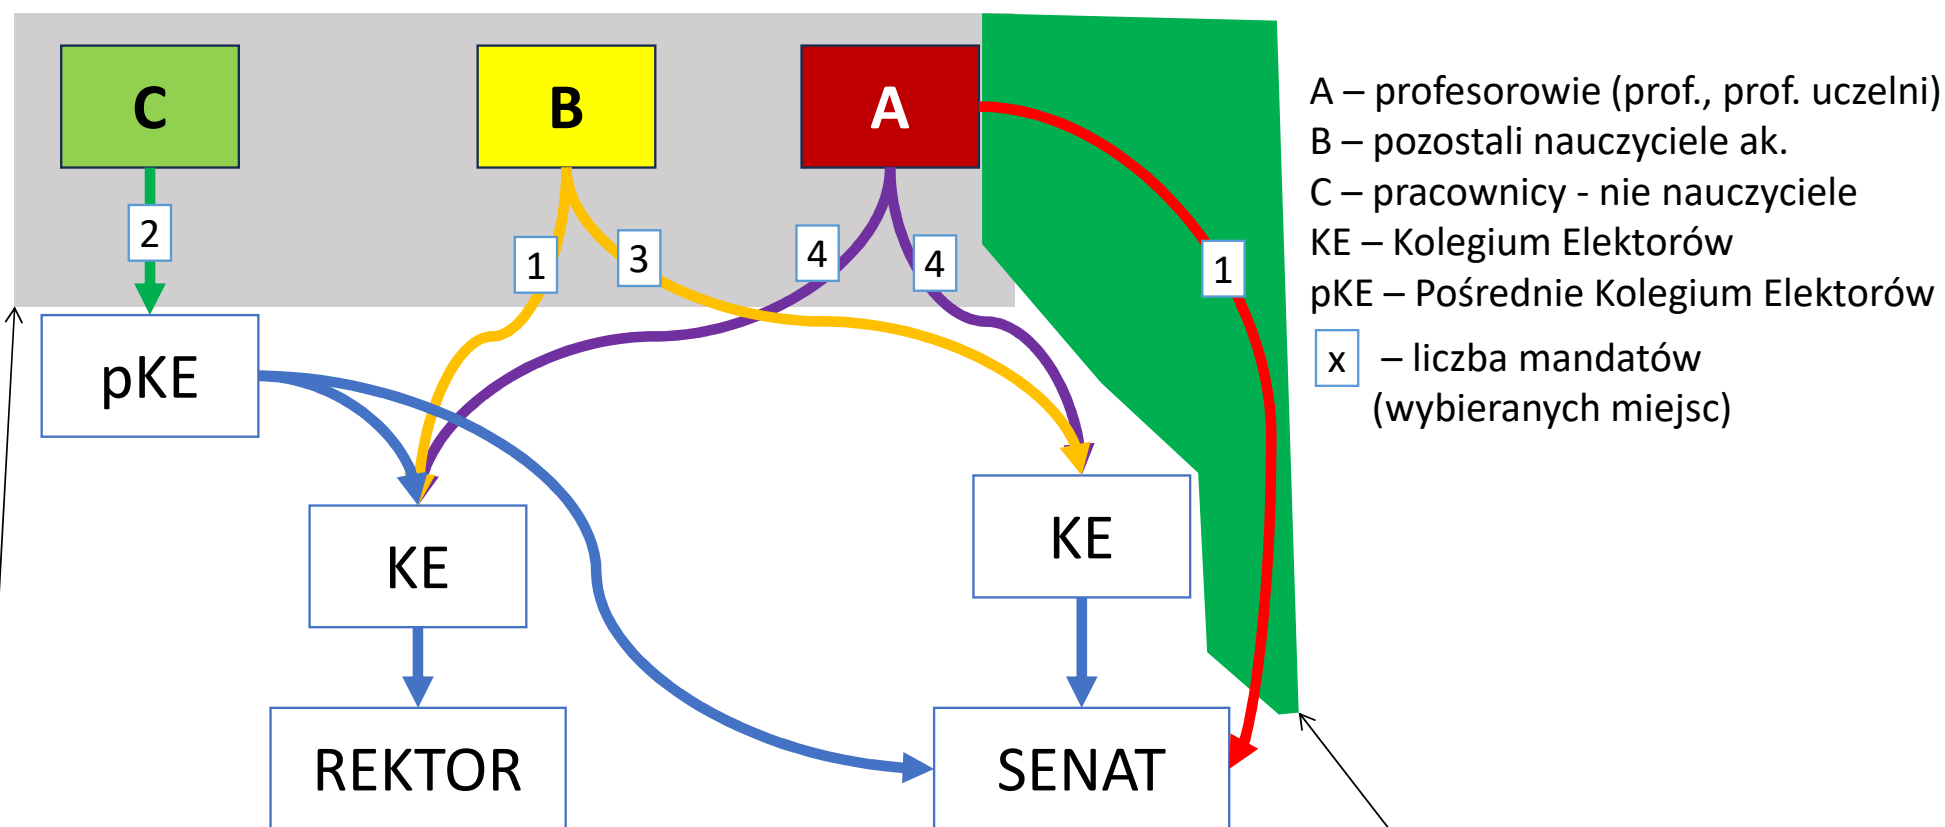 C
B
A
2
1
3
4
4
1
pKE
KE
KE
REKTOR
SENAT
A – profesorowie (prof., prof. uczelni)
B – pozostali nauczyciele ak.
C – pracownicy - nie nauczyciele
KE – Kolegium Elektorów
pKE – Pośrednie Kolegium Elektorów
x – liczba mandatów
(wybieranych miejsc)